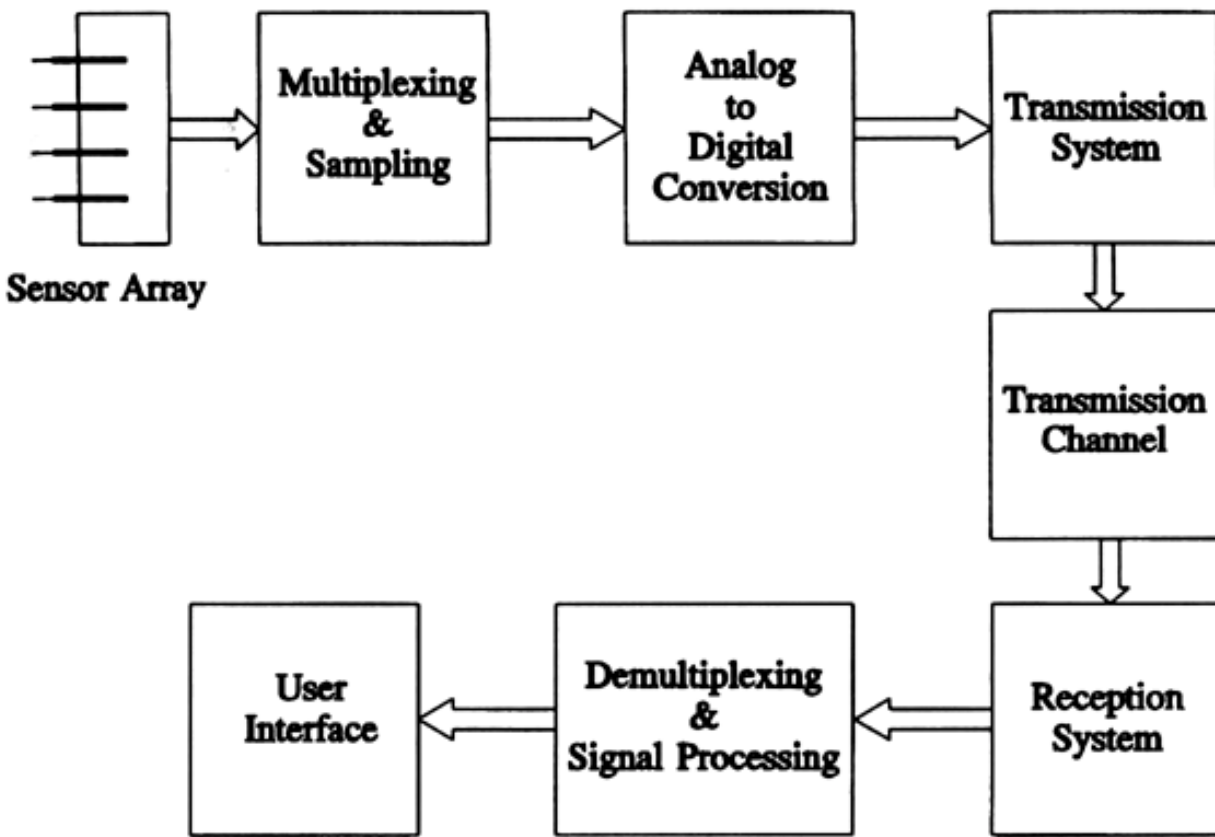 Multiplexing
&
Sampling
Analog
to
Digital
Conversion
Transmission
System
Sensor Array
Transmission
Channel
User
Interface
Demultiplexing
&
Signal Processing
Reception
System